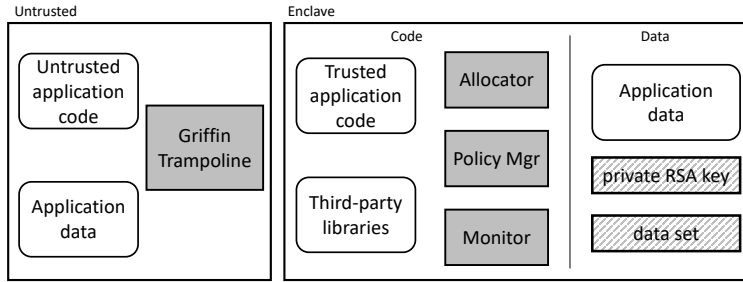 Untrusted
Enclave
Untrusted
application
code
Griffin
Trampoline
Application
data
Code
Data
Trusted
application
code
Allocator
Policy Mgr
Third-party
libraries
Monitor
Application
data
private RSA key
data set